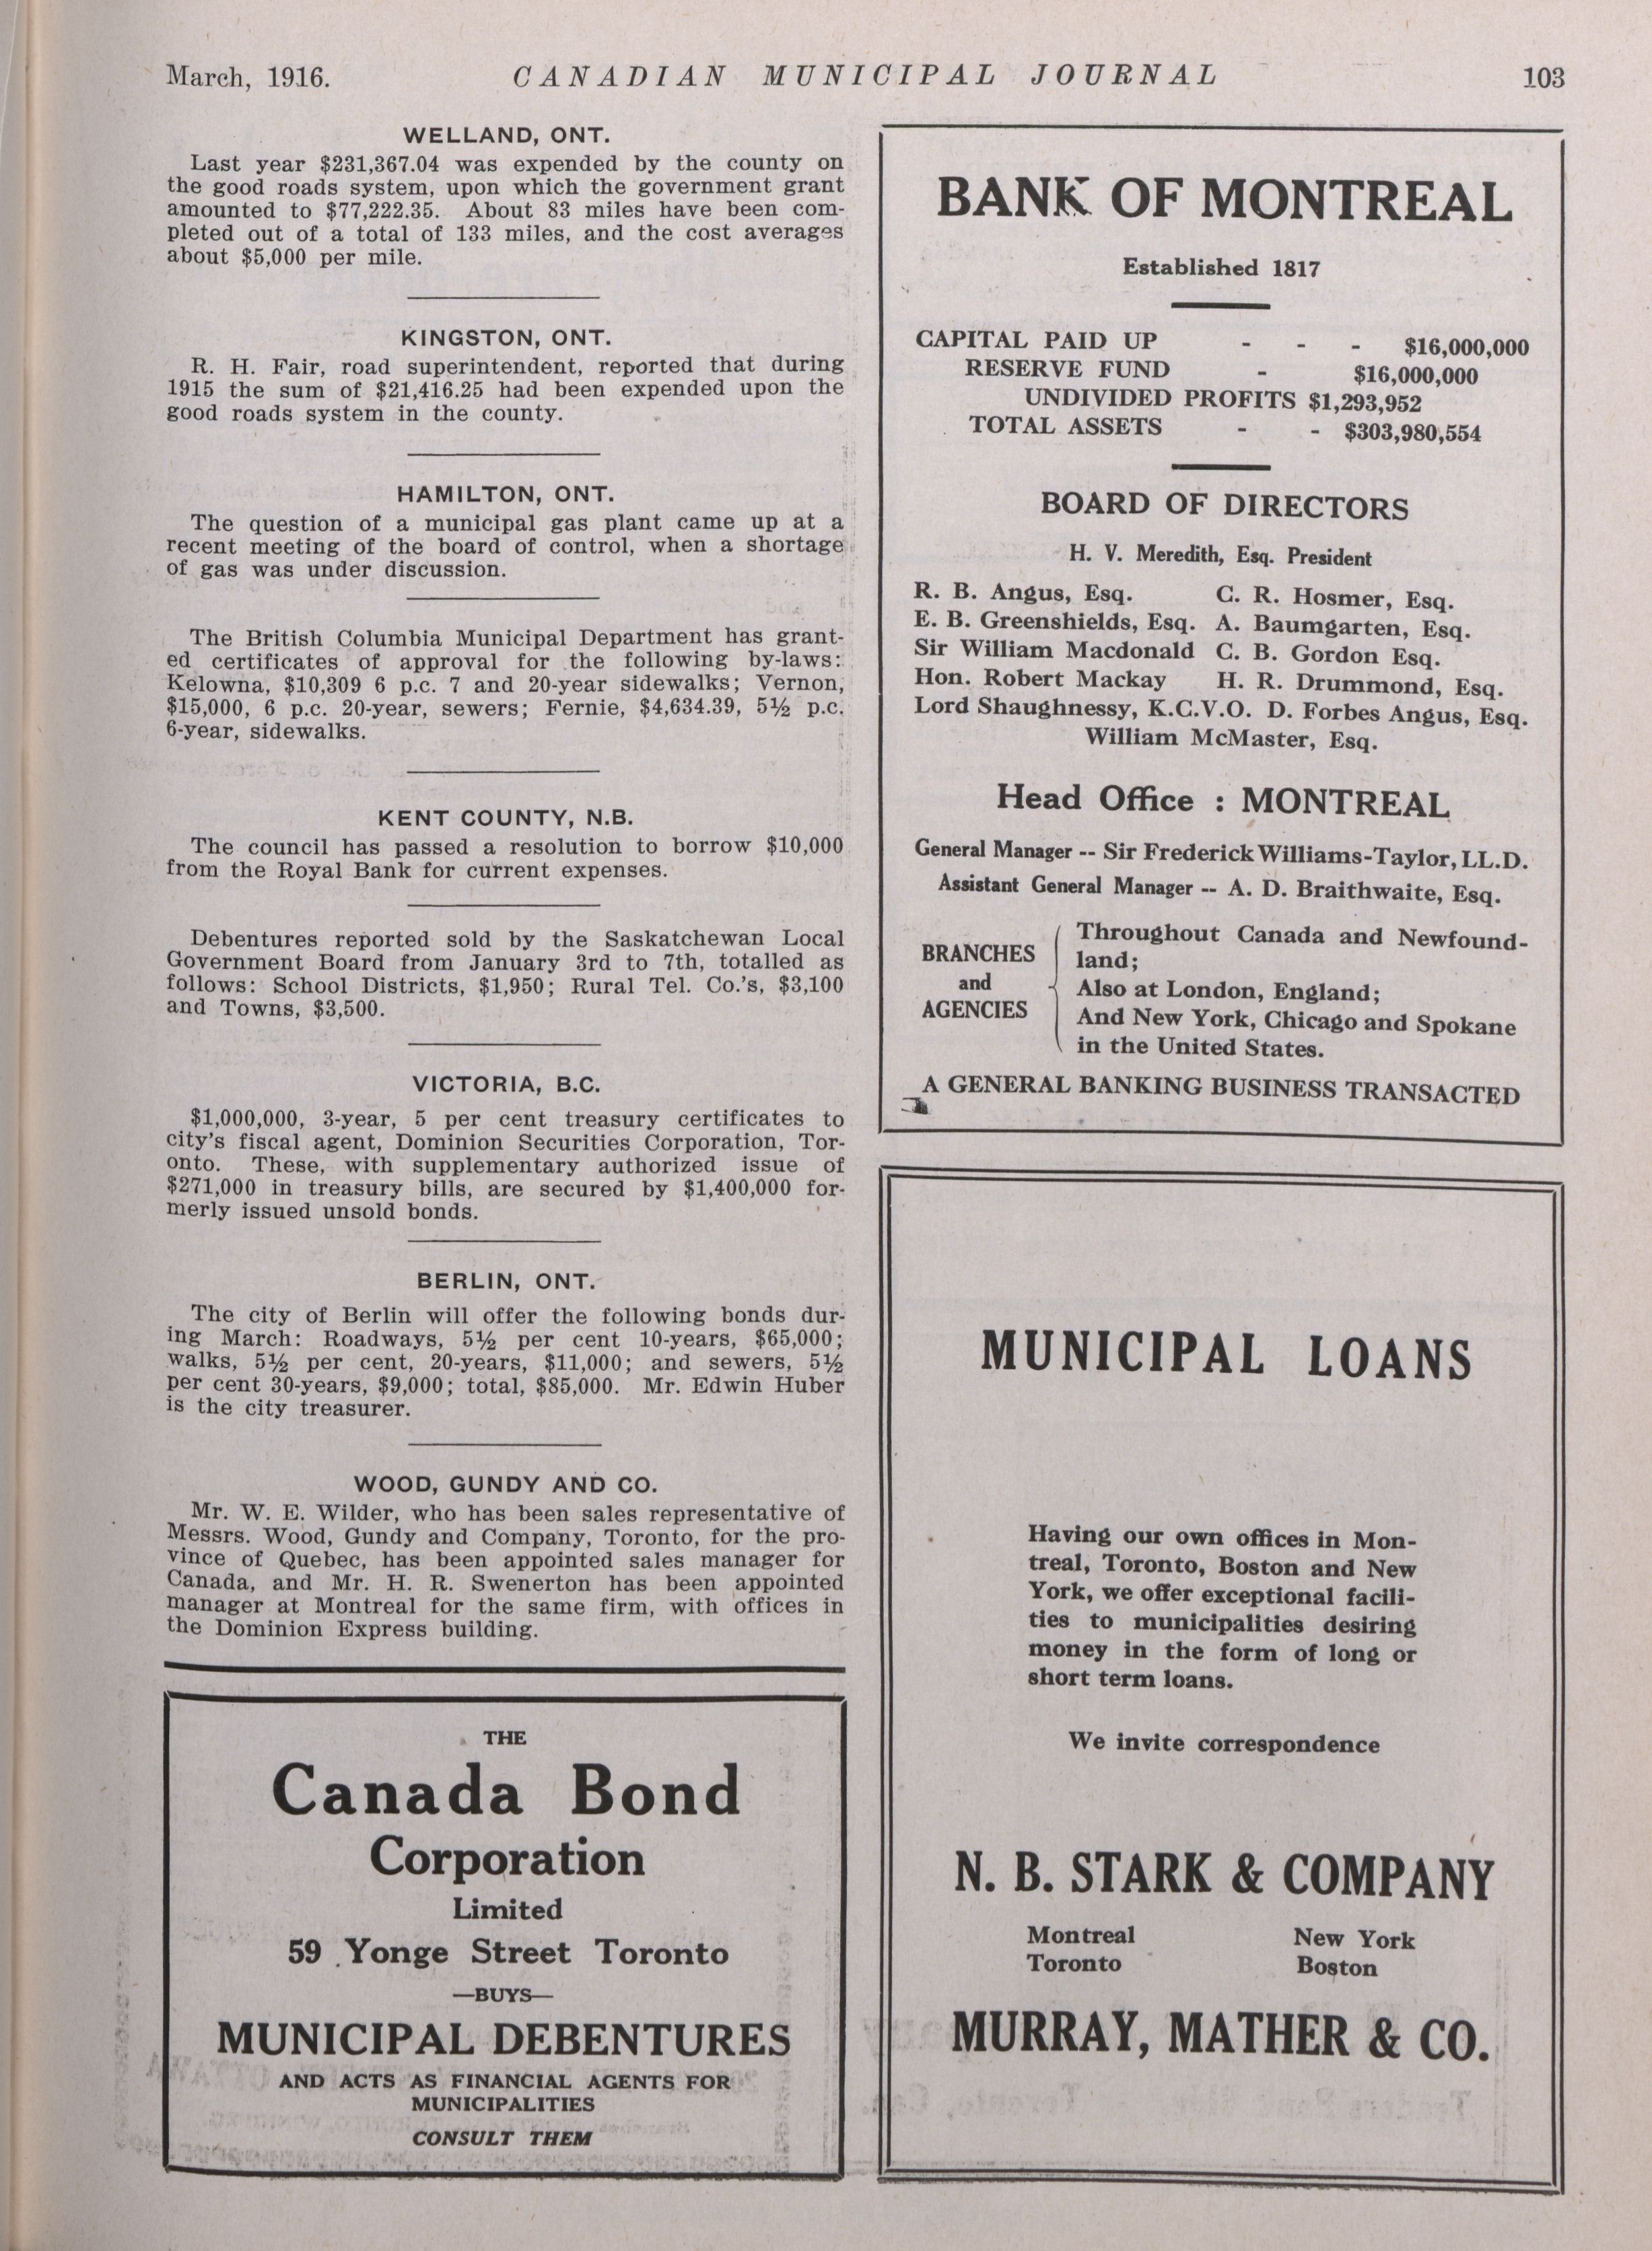 March, 1916.
CANADIAN MUNICIPAL JOURNAL
103
WELLAND, ONT.
Last year $231,367.04 was expended by the county on
the good roads system, upon which the government grant
amounted to $77,222.35. About 83 miles have been com-
pleted out of a total of 133 miles, and the cost averages
about $5,000 per mile.
KINGSTON, ONT.
R. H. Fair, road superintendent, reported that during
1915 the sum of $21,416.25 had been expended upon the
good roads system in the county.
HAMILTON, ONT.
The question of a municipal gas plant came up at a
recent meeting of the board of control, when a shortage
of gas was under discussion.
The British Columbia Municipal Department has grant-
ed certificates of approval for the following by-laws:
Kelowna, $10,309 6 p.c. 7 and 20-year sidewalks; Vernon,
$15,000, 6 p.c. 20-year, sewers; Fernie, $4,634.39, 5½ p.c.
6-year, sidewalks.
KENT COUNTY, N.B.
The council has passed a resolution to borrow $10,000
from the Royal Bank for current expenses.
Debentures reported sold by the Saskatchewan Local
Government Board from January 3rd to 7th, totalled as
follows: School Districts, $1,950; Rural Tel. Co.'s, $3,100
and Towns, $3,500.
VICTORIA, B.C.
$1,000,000, 3-year, 5 per cent treasury certificates to
city's fiscal agent, Dominion Securities Corporation, Tor-
onto. These, with supplementary authorized issue of
$271,000 in treasury bills, are secured by $1,400,000 for-
merly issued unsold bonds.
BERLIN, ONT.
The city of Berlin will offer the following bonds dur-
ing March: Roadways, 5½ per cent 10-years, $65,000;
walks, 5½ per cent, 20-years, $11,000; and sewers, 5½
per cent 30-years, $9,000; total, $85,000. Mr. Edwin Huber
is the city treasurer.
WOOD, GUNDY AND CO.
Mr. W. E. Wilder, who has been sales representative of
Messrs. Wood, Gundy and Company, Toronto, for the pro-
vince of Quebec, has been appointed sales manager for
Canada, and Mr. H. R. Swenerton has been appointed
manager at Montreal for the same firm, with offices in
the Dominion Express building.
THE
Canada Bond
Corporation
Limited
59 Yonge Street Toronto
—BUYS—
MUNICIPAL DEBENTURES
AND ACTS AS FINANCIAL AGENTS FOR
MUNICIPALITIES
CONSULT THEM
BANK OF MONTREAL
Established 1817
CAPITAL PAID UP - - - $16,000,000
RESERVE FUND - $16,000,000
UNDIVIDED PROFITS $1,293,952
TOTAL ASSETS - - $303,980,554
BOARD OF DIRECTORS
H. V. Meredith, Esq. President
R. B. Angus, Esq. C. R. Hosmer, Esq.
E. B. Greenshields, Esq. A. Baumgarten, Esq.
Sir William Macdonald C. B. Gordon Esq.
Hon. Robert Mackay H. R. Drummond, Esq.
Lord Shaughnessy, K.C.V.O. D. Forbes Angus, Esq.
William McMaster, Esq.
Head Office : MONTREAL
General Manager -- Sir Frederick Williams-Taylor, LL.D.
Assistant General Manager -- A. D. Braithwaite, Esq.
BRANCHES
and
AGENCIES
Throughout Canada and Newfound-
land;
Also at London, England;
And New York, Chicago and Spokane
in the United States.
A GENERAL BANKING BUSINESS TRANSACTED
MUNICIPAL LOANS
Having our own offices in Mon-
treal, Toronto, Boston and New
York, we offer exceptional facili-
ties to municipalities desiring
money in the form of long or
short term loans.
We invite correspondence
N. B. STARK & COMPANY
Montreal New York
Toronto Boston
MURRAY, MATHER & CO.